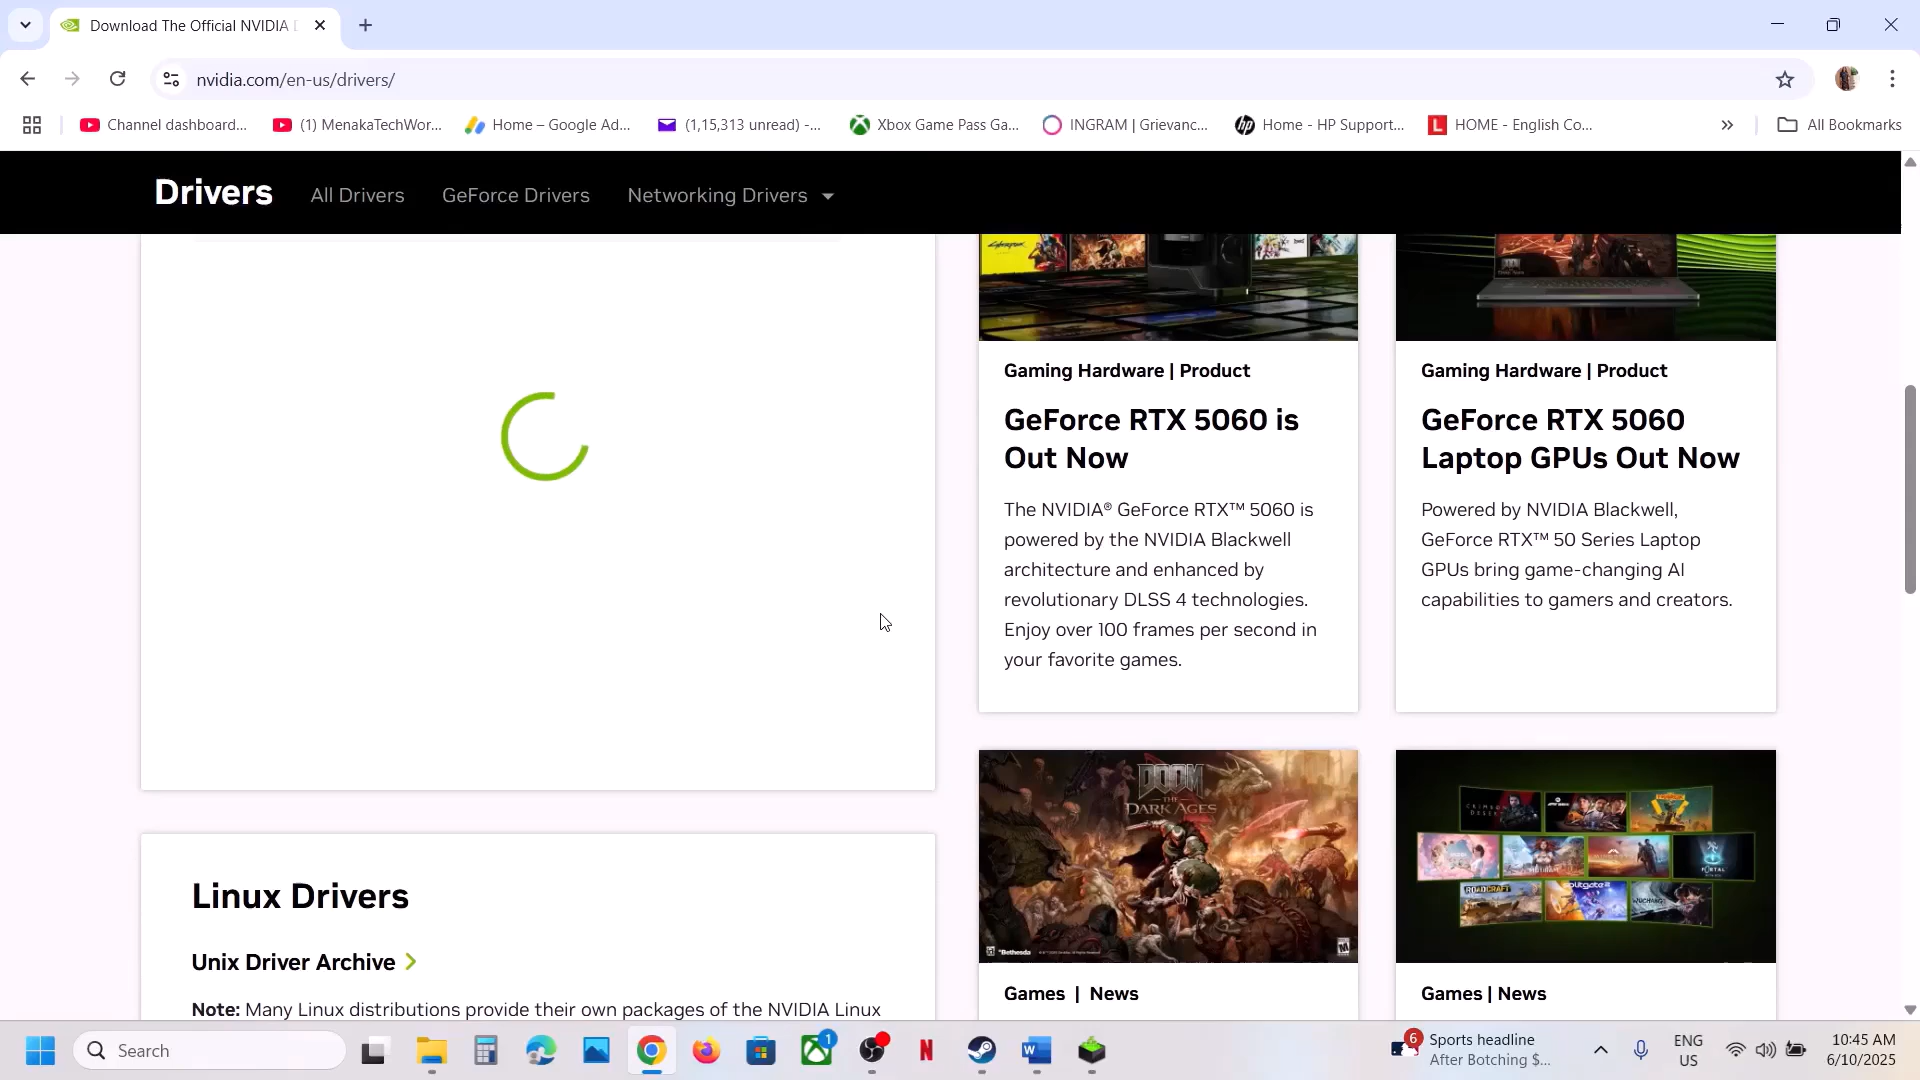 Download The Official NVIDIA D
nvidia.com/en-us/drivers/
Channel dashboard...
(1) MenakaTechWor...
Home – Google Ad...
(1,15,313 unread) -...
Xbox Game Pass Ga...
INGRAM | Grievanc...
Home - HP Support...
HOME - English Co...
All Bookmarks
Drivers
All Drivers
GeForce Drivers
Networking Drivers
Gaming Hardware | Product
GeForce RTX 5060 is
Out Now
The NVIDIA® GeForce RTX™ 5060 is
powered by the NVIDIA Blackwell
architecture and enhanced by
revolutionary DLSS 4 technologies.
Enjoy over 100 frames per second in
your favorite games.
Gaming Hardware | Product
GeForce RTX 5060
Laptop GPUs Out Now
Powered by NVIDIA Blackwell,
GeForce RTX™ 50 Series Laptop
GPUs bring game-changing AI
capabilities to gamers and creators.
DOOM
THE
DARK AGES
Bethesda
Games | News
Games | News
Linux Drivers
Unix Driver Archive
Note: Many Linux distributions provide their own packages of the NVIDIA Linux
Search
1
6
Sports headline
After Botching $...
ENG
US
10:45 AM
6/10/2025